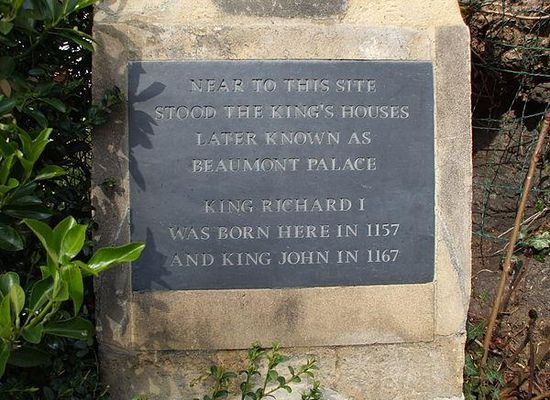 NEAR TO THIS SITE
STOOD THE KING'S HOUSES
LATER KNOWN AS
BEAUMONT PALACE
KING RICHARD I
WAS BORN HERE IN 1157
AND KING JOHN IN 1167